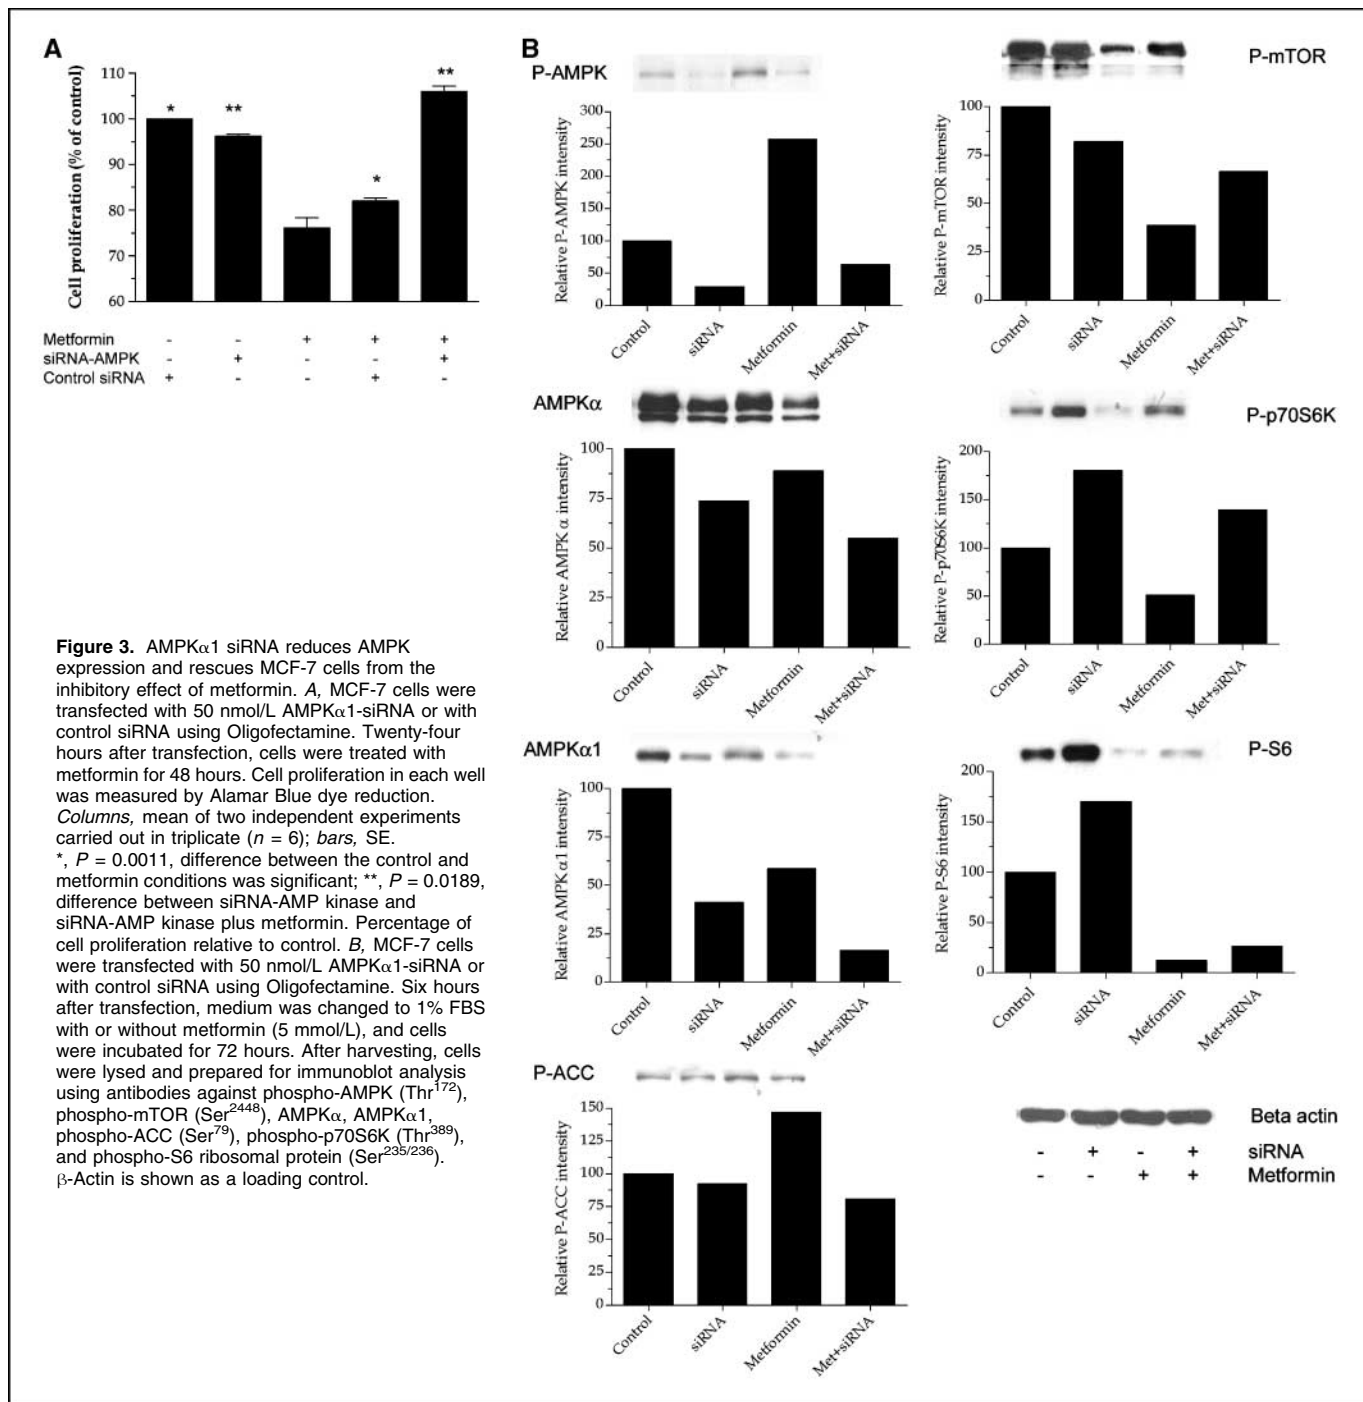 A
110
100
90
80
70
60
Cell proliferation (% of control)
* ** * **
Metformin - - + + +
siRNA-AMPK - + - - +
Control siRNA + - - + -
B
P-AMPK
300
250
200
150
100
50
0
Relative P-AMPK intensity
Control siRNA Metformin Met+siRNA
P-mTOR
100
75
50
25
0
Relative P-mTOR intensity
Control siRNA Metformin Met+siRNA
AMPKα
100
75
50
25
0
Relative AMPK α intensity
Control siRNA Metformin Met+siRNA
P-p70S6K
200
150
100
50
0
Relative P-p70S6K intensity
Control siRNA Metformin Met+siRNA
AMPKα1
100
75
50
25
0
Relative AMPK α1 intensity
Control siRNA Metformin Met+siRNA
P-S6
200
150
100
50
0
Relative P-S6 intensity
Control siRNA Metformin Met+siRNA
P-ACC
150
125
100
75
50
25
0
Relative P-ACC intensity
Control siRNA Metformin Met+siRNA
Beta actin
- + - + siRNA
- - + + Metformin
Figure 3. AMPKα1 siRNA reduces AMPK
expression and rescues MCF-7 cells from the
inhibitory effect of metformin. A, MCF-7 cells were
transfected with 50 nmol/L AMPKα1-siRNA or with
control siRNA using Oligofectamine. Twenty-four
hours after transfection, cells were treated with
metformin for 48 hours. Cell proliferation in each well
was measured by Alamar Blue dye reduction.
Columns, mean of two independent experiments
carried out in triplicate (n = 6); bars, SE.
*, P = 0.0011, difference between the control and
metformin conditions was significant; **, P = 0.0189,
difference between siRNA-AMP kinase and
siRNA-AMP kinase plus metformin. Percentage of
cell proliferation relative to control. B, MCF-7 cells
were transfected with 50 nmol/L AMPKα1-siRNA or
with control siRNA using Oligofectamine. Six hours
after transfection, medium was changed to 1% FBS
with or without metformin (5 mmol/L), and cells
were incubated for 72 hours. After harvesting, cells
were lysed and prepared for immunoblot analysis
using antibodies against phospho-AMPK (Thr172),
phospho-mTOR (Ser2448), AMPKα, AMPKα1,
phospho-ACC (Ser79), phospho-p70S6K (Thr389),
and phospho-S6 ribosomal protein (Ser235/236).
β-Actin is shown as a loading control.